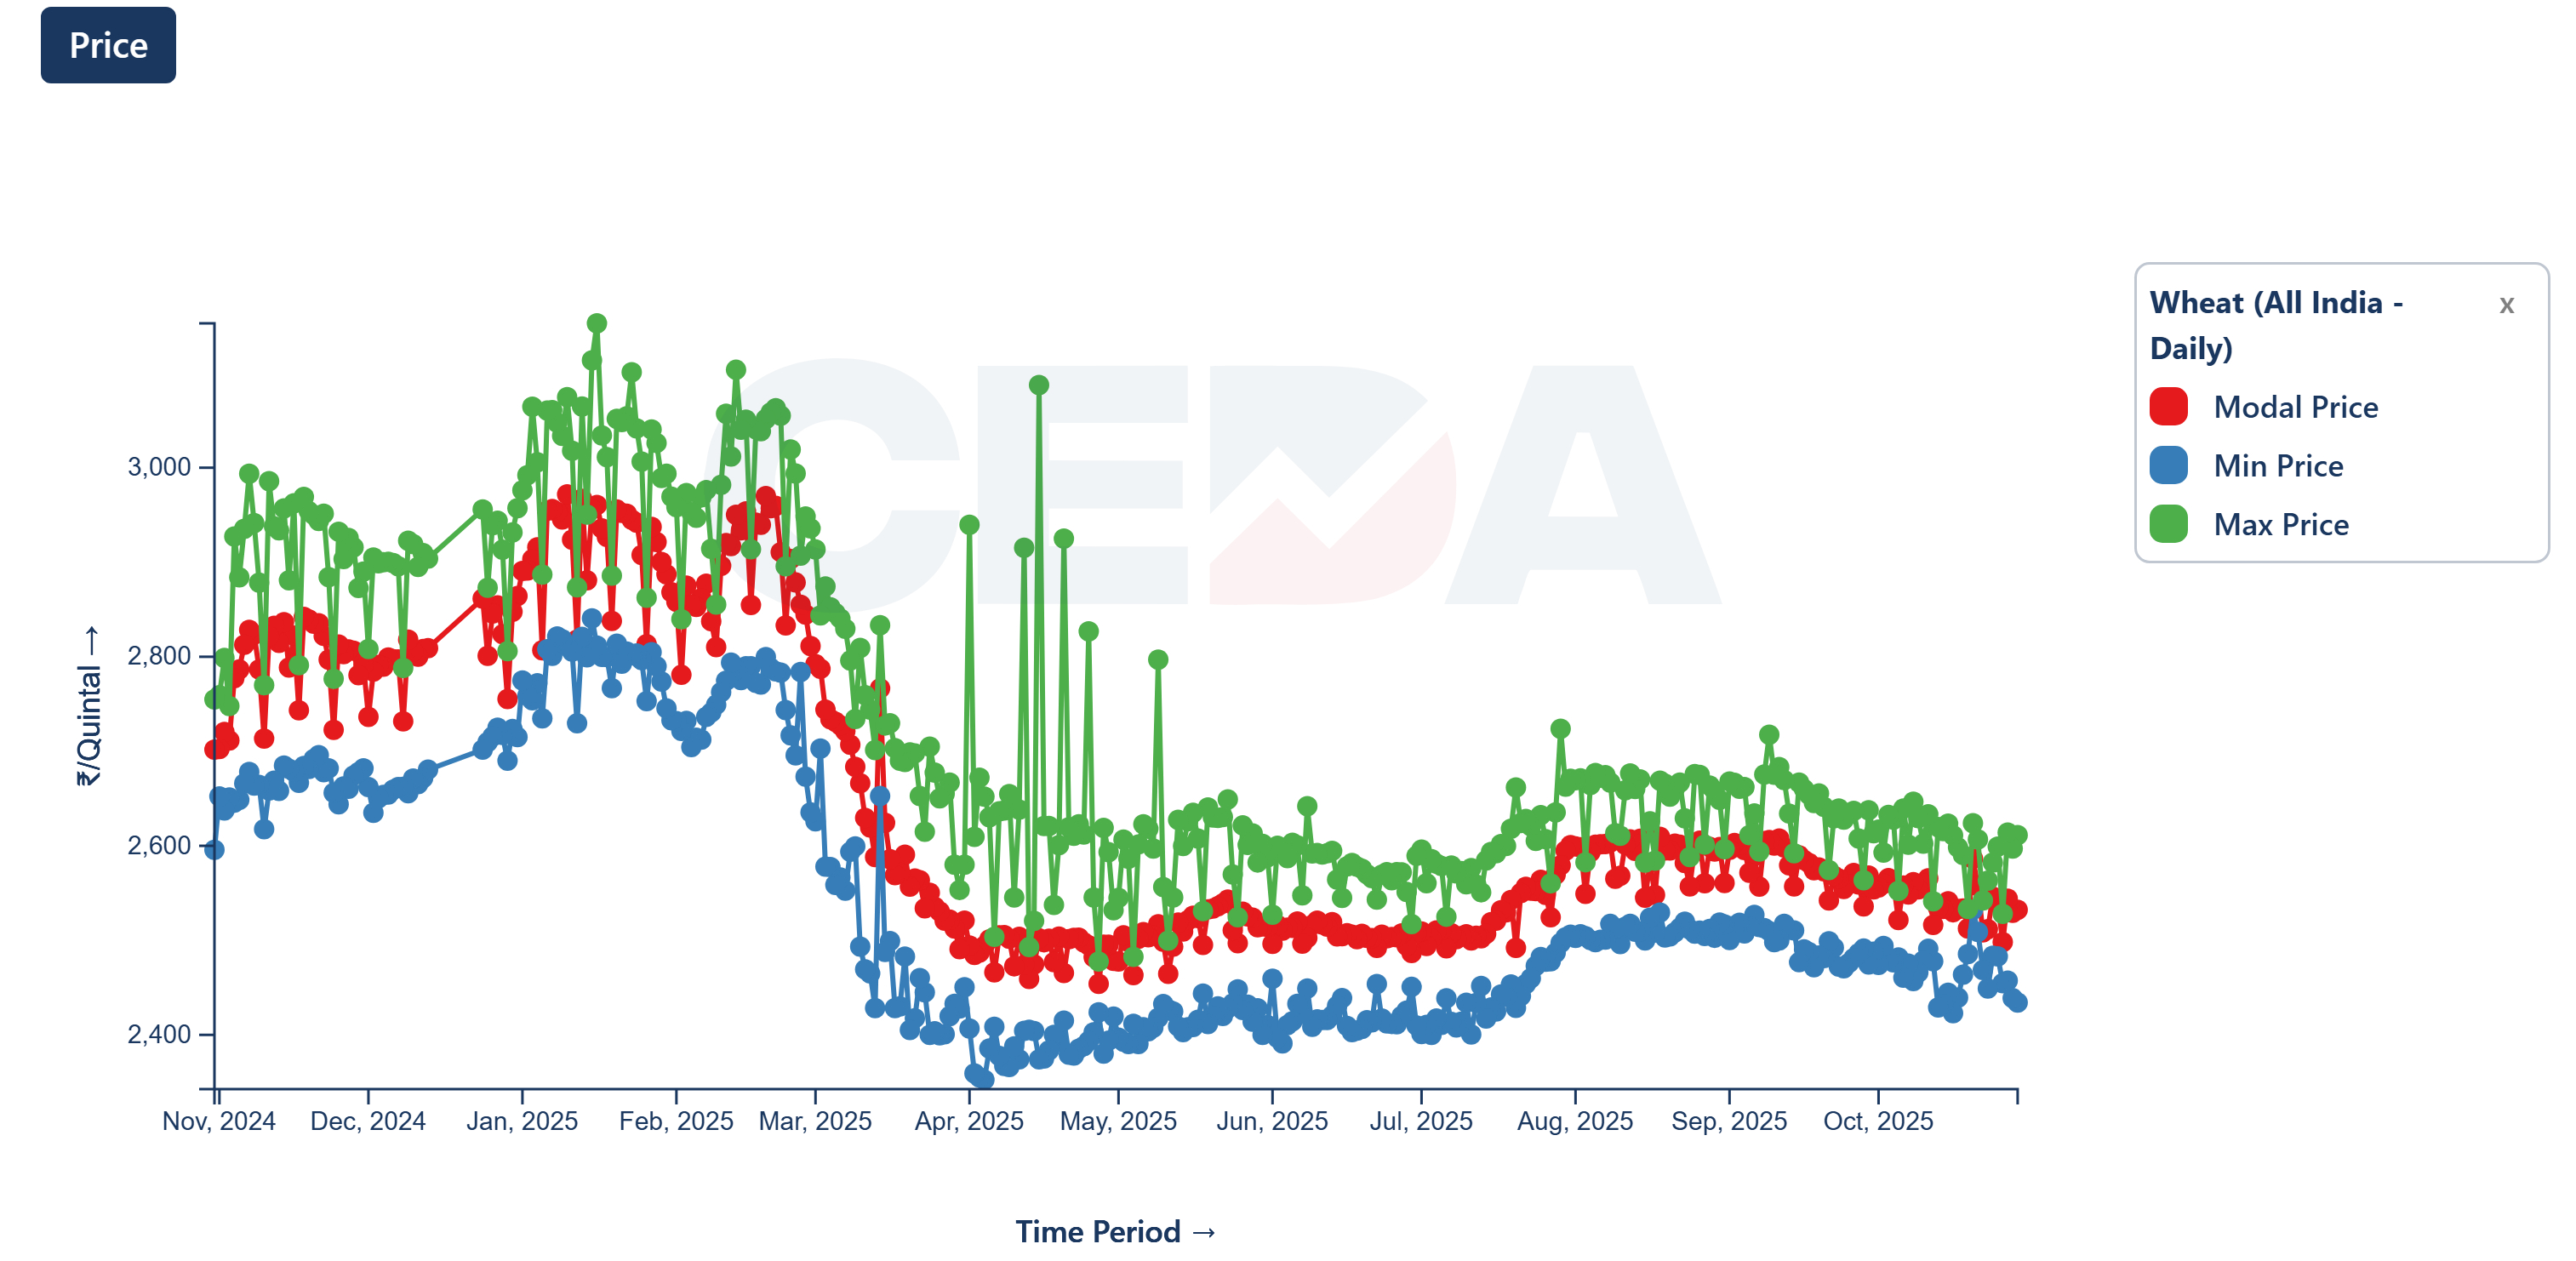 Price
CEDA
Wheat (All India -
Daily)
x
Modal Price
Min Price
Max Price
₹/Quintal →
3,000
2,800
2,600
2,400
Nov, 2024
Dec, 2024
Jan, 2025
Feb, 2025
Mar, 2025
Apr, 2025
May, 2025
Jun, 2025
Jul, 2025
Aug, 2025
Sep, 2025
Oct, 2025
Time Period →